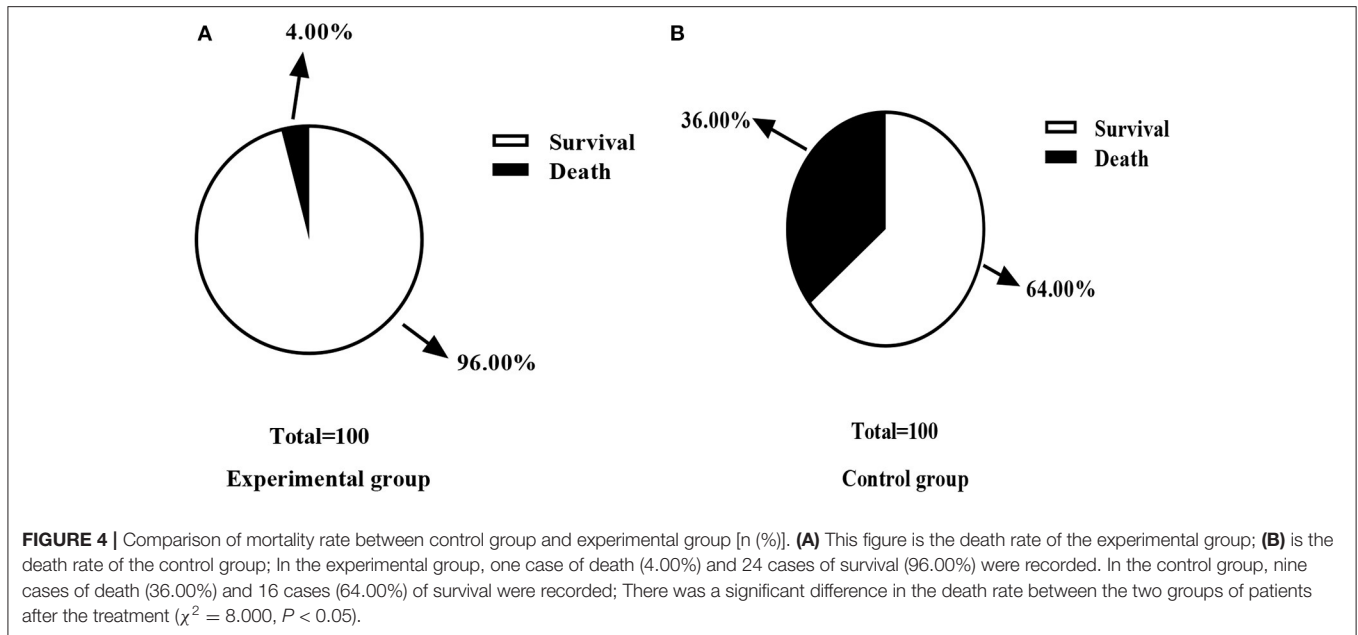 A
4.00%
Survival
Death
96.00%
Total=100
Experimental group
B
36.00%
Survival
Death
64.00%
Total=100
Control group
FIGURE 4 | Comparison of mortality rate between control group and experimental group [n (%)]. (A) This figure is the death rate of the experimental group; (B) is the
death rate of the control group; In the experimental group, one case of death (4.00%) and 24 cases of survival (96.00%) were recorded. In the control group, nine
cases of death (36.00%) and 16 cases (64.00%) of survival were recorded; There was a significant difference in the death rate between the two groups of patients
after the treatment (χ² = 8.000, P < 0.05).